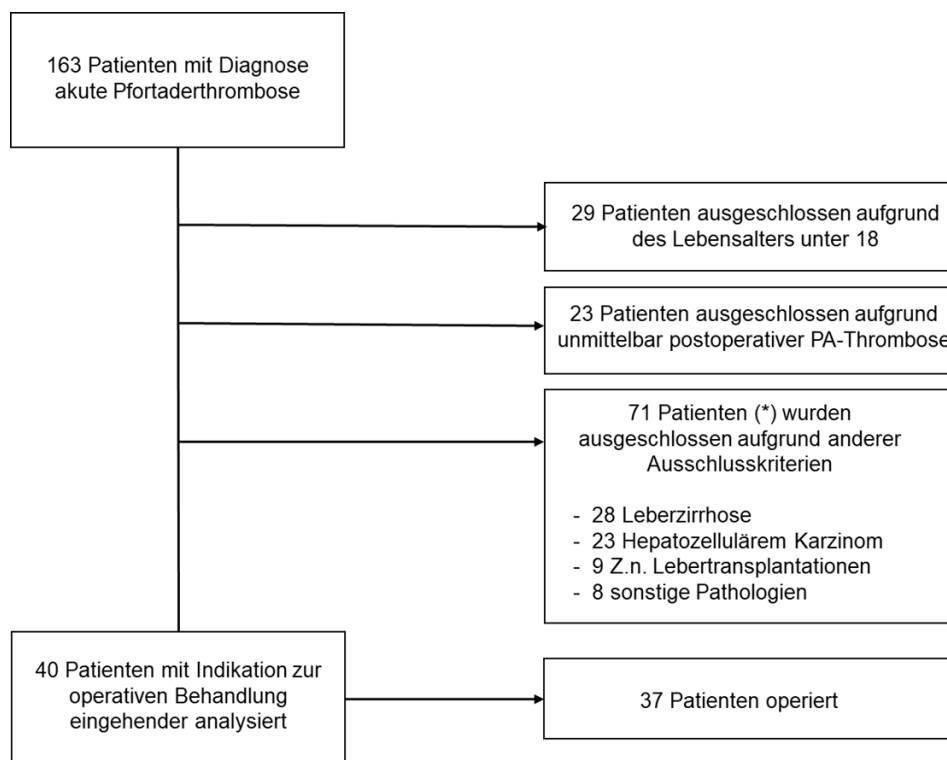 163 Patienten mit Diagnose
akute Pfortaderthrombose
29 Patienten ausgeschlossen aufgrund
des Lebensalters unter 18
23 Patienten ausgeschlossen aufgrund
unmittelbar postoperativer PA-Thrombose
71 Patienten (*) wurden
ausgeschlossen aufgrund anderer
Ausschlusskriterien
- 28 Leberzirrhose
- 23 Hepatozellulärem Karzinom
- 9 Z.n. Lebertransplantationen
- 8 sonstige Pathologien
40 Patienten mit Indikation zur
operativen Behandlung
eingehender analysiert
37 Patienten operiert